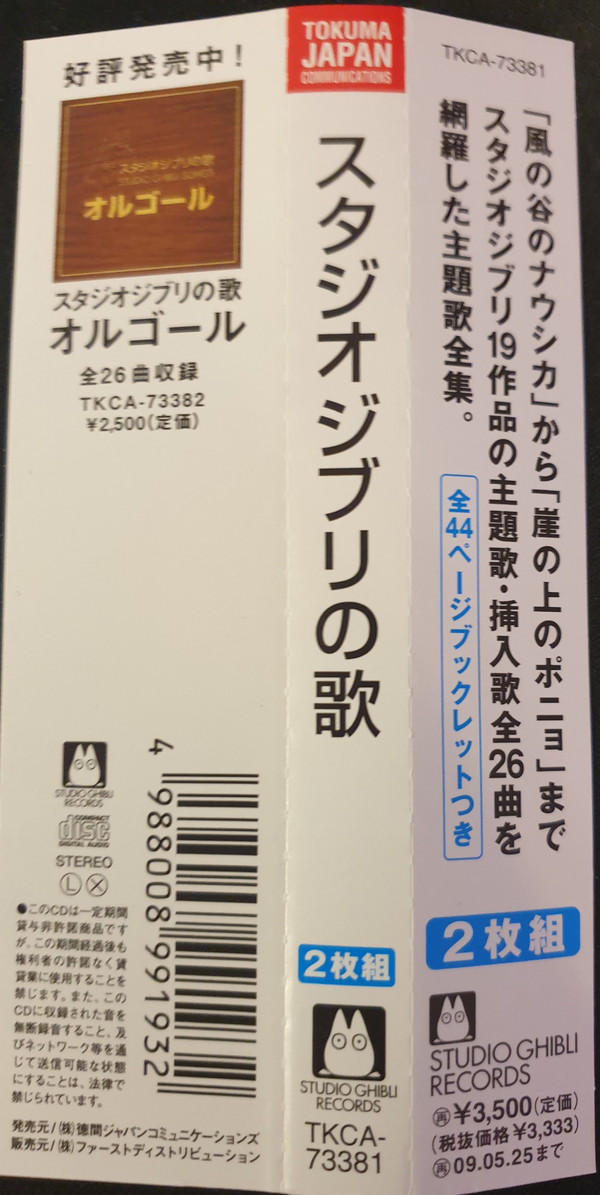 好評発売中!
スタジオジブリの歌
オルゴール
スタジオジブリの歌
オルゴール
全26曲収録
TKCA-73382
¥2,500(定価)
STUDIO GHIBLI
RECORDS
COMPACT
disc
DIGITAL AUDIO
STEREO
L X
4 988008 991932
●このCDは一定期間
貸与非許諾商品です
が、この期間経過後も
権利者の許諾なく賃
貸業に使用することを
禁じます。また、この
CDに収録された音を
無断録音すること、及
びネットワーク等を通
じて送信可能な状態
にすることは、法律で
禁じられています。
発売元/(株)徳間ジャパンコミュニケーションズ
販売元/(株)ファーストディストリビューション
TOKUMA
JAPAN
COMMUNICATIONS
スタジオジブリの歌
2枚組
STUDIO GHIBLI
RECORDS
TKCA-
73381
TKCA-73381
「風の谷のナウシカ」から「崖の上のポニョ」まで
スタジオジブリ19作品の主題歌・挿入歌全26曲を
網羅した主題歌全集。
全44ページブックレットつき
2枚組
STUDIO GHIBLI
RECORDS
再¥3,500(定価)
(税抜価格¥3,333)
再09.05.25まで